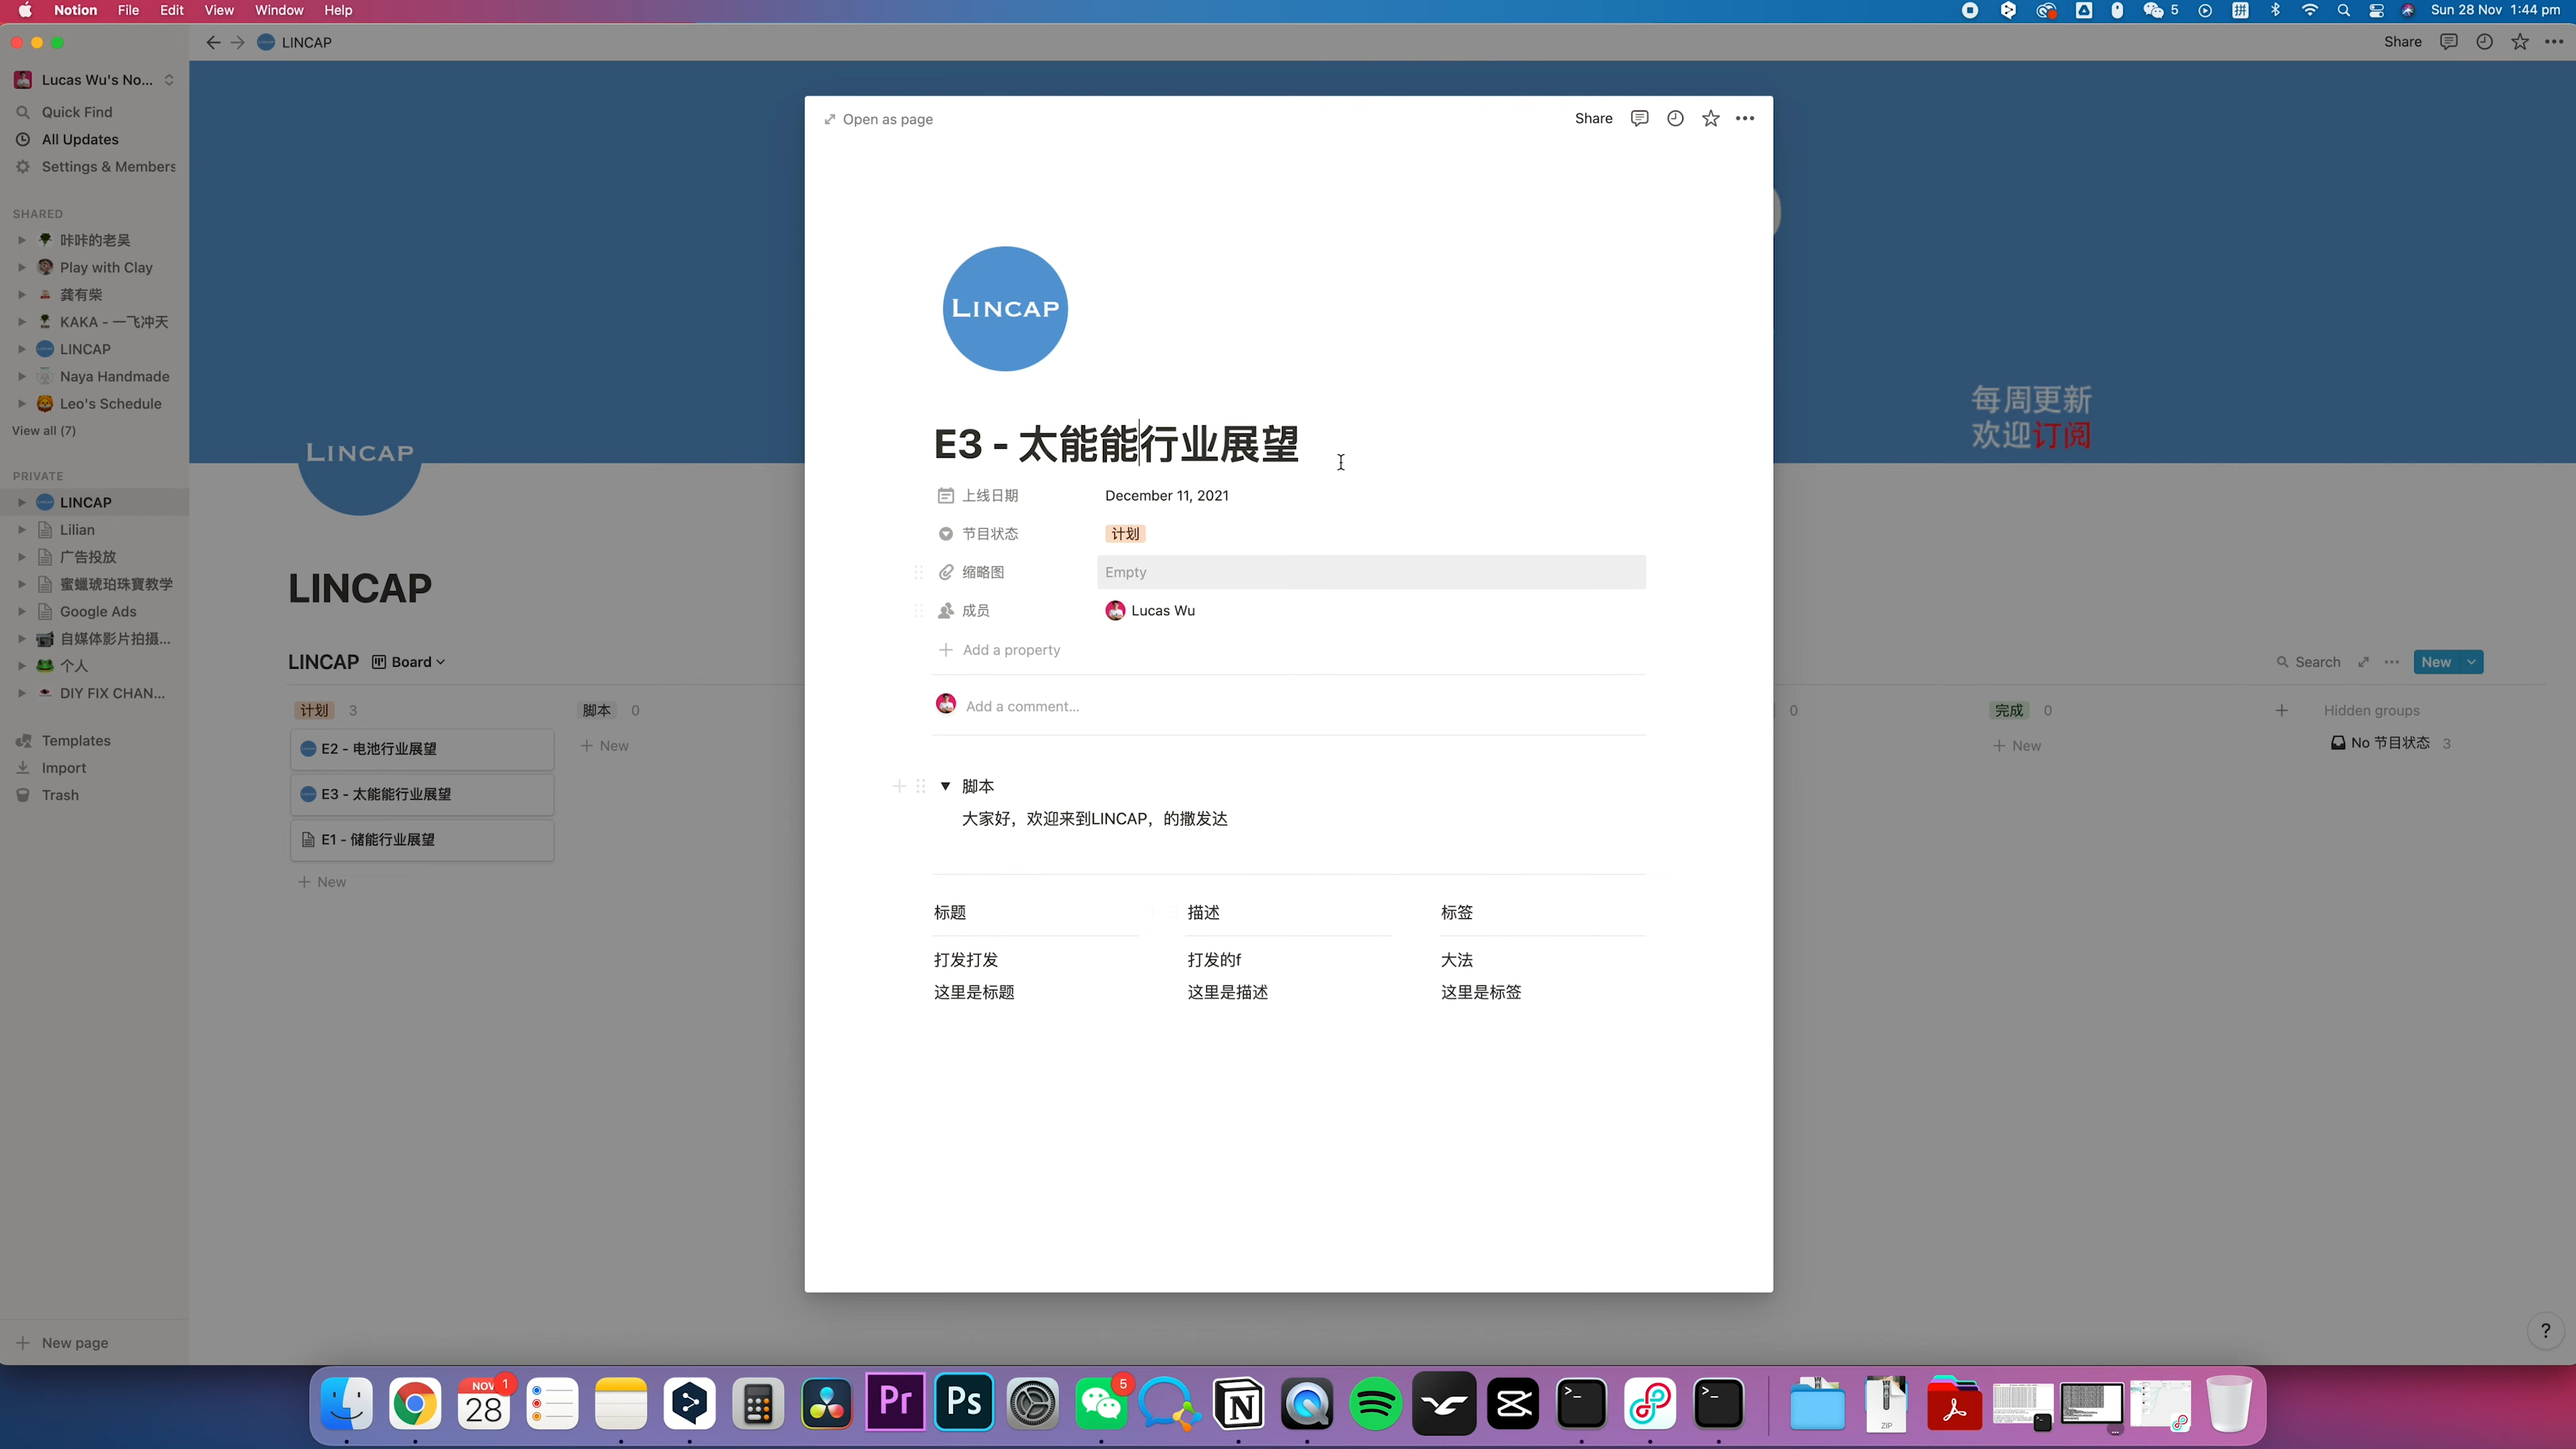 Notion File Edit View Window Help
5 拼 Sun 28 Nov 1:44 pm
LINCAP
Share
Lucas Wu's No...
Quick Find
All Updates
Settings & Members
SHARED
咔咔的老吴
Play with Clay
龚有柴
KAKA - 一飞冲天
LINCAP
Naya Handmade
Leo's Schedule
View all (7)
PRIVATE
LINCAP
Lilian
广告投放
蜜蠟琥珀珠寶教学
Google Ads
自媒体影片拍摄...
个人
DIY FIX CHAN...
Templates
Import
Trash
New page
每周更新
欢迎订阅
LINCAP
LINCAP
LINCAP Board
Search New
计划 3
E2 - 电池行业展望
E3 - 太能能行业展望
E1 - 储能行业展望
New
脚本 0
New
0
完成 0
New
Hidden groups
No 节目状态 3
Open as page
Share
LINCAP
E3 - 太能能行业展望
上线日期 December 11, 2021
节目状态 计划
缩略图 Empty
成员 Lucas Wu
Add a property
Add a comment...
脚本
大家好，欢迎来到LINCAP，的撒发达
标题 描述 标签
打发打发 打发的f 大法
这里是标题 这里是描述 这里是标签
?
NOV 1
28
Pr
Ps
5
N
>_
>_
ZIP